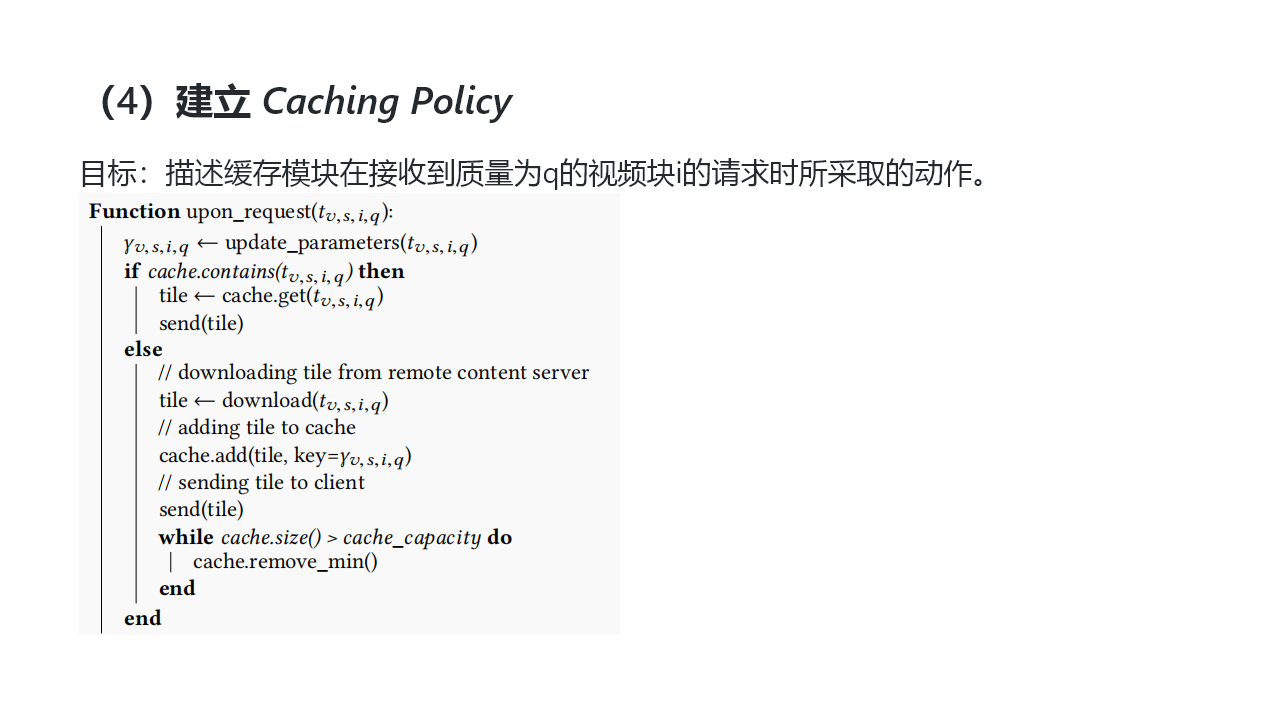 （4）建立 Caching Policy
目标：描述缓存模块在接收到质量为q的视频块i的请求时所采取的动作。
Function upon_request(t_{v,s,i,q}):
γ_{v,s,i,q} ← update_parameters(t_{v,s,i,q})
if cache.contains(t_{v,s,i,q}) then
tile ← cache.get(t_{v,s,i,q})
send(tile)
else
// downloading tile from remote content server
tile ← download(t_{v,s,i,q})
// adding tile to cache
cache.add(tile, key=γ_{v,s,i,q})
// sending tile to client
send(tile)
while cache.size() > cache_capacity do
cache.remove_min()
end
end